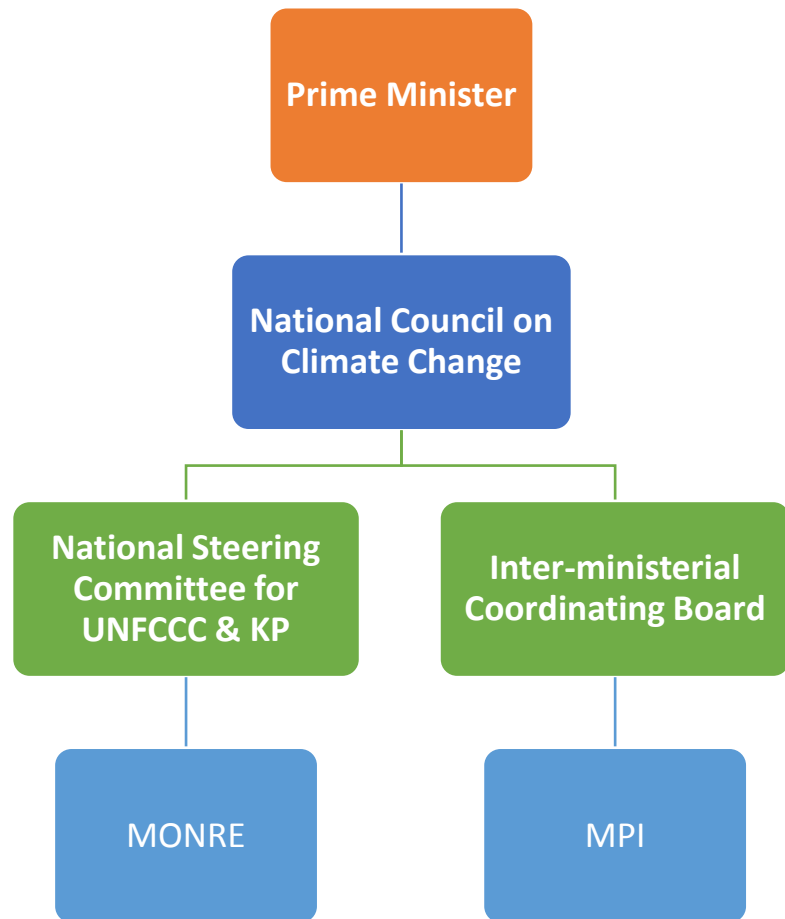 Prime Minister
National Council on
Climate Change
National Steering
Committee for
UNFCCC & KP
Inter-ministerial
Coordinating Board
MONRE
MPI